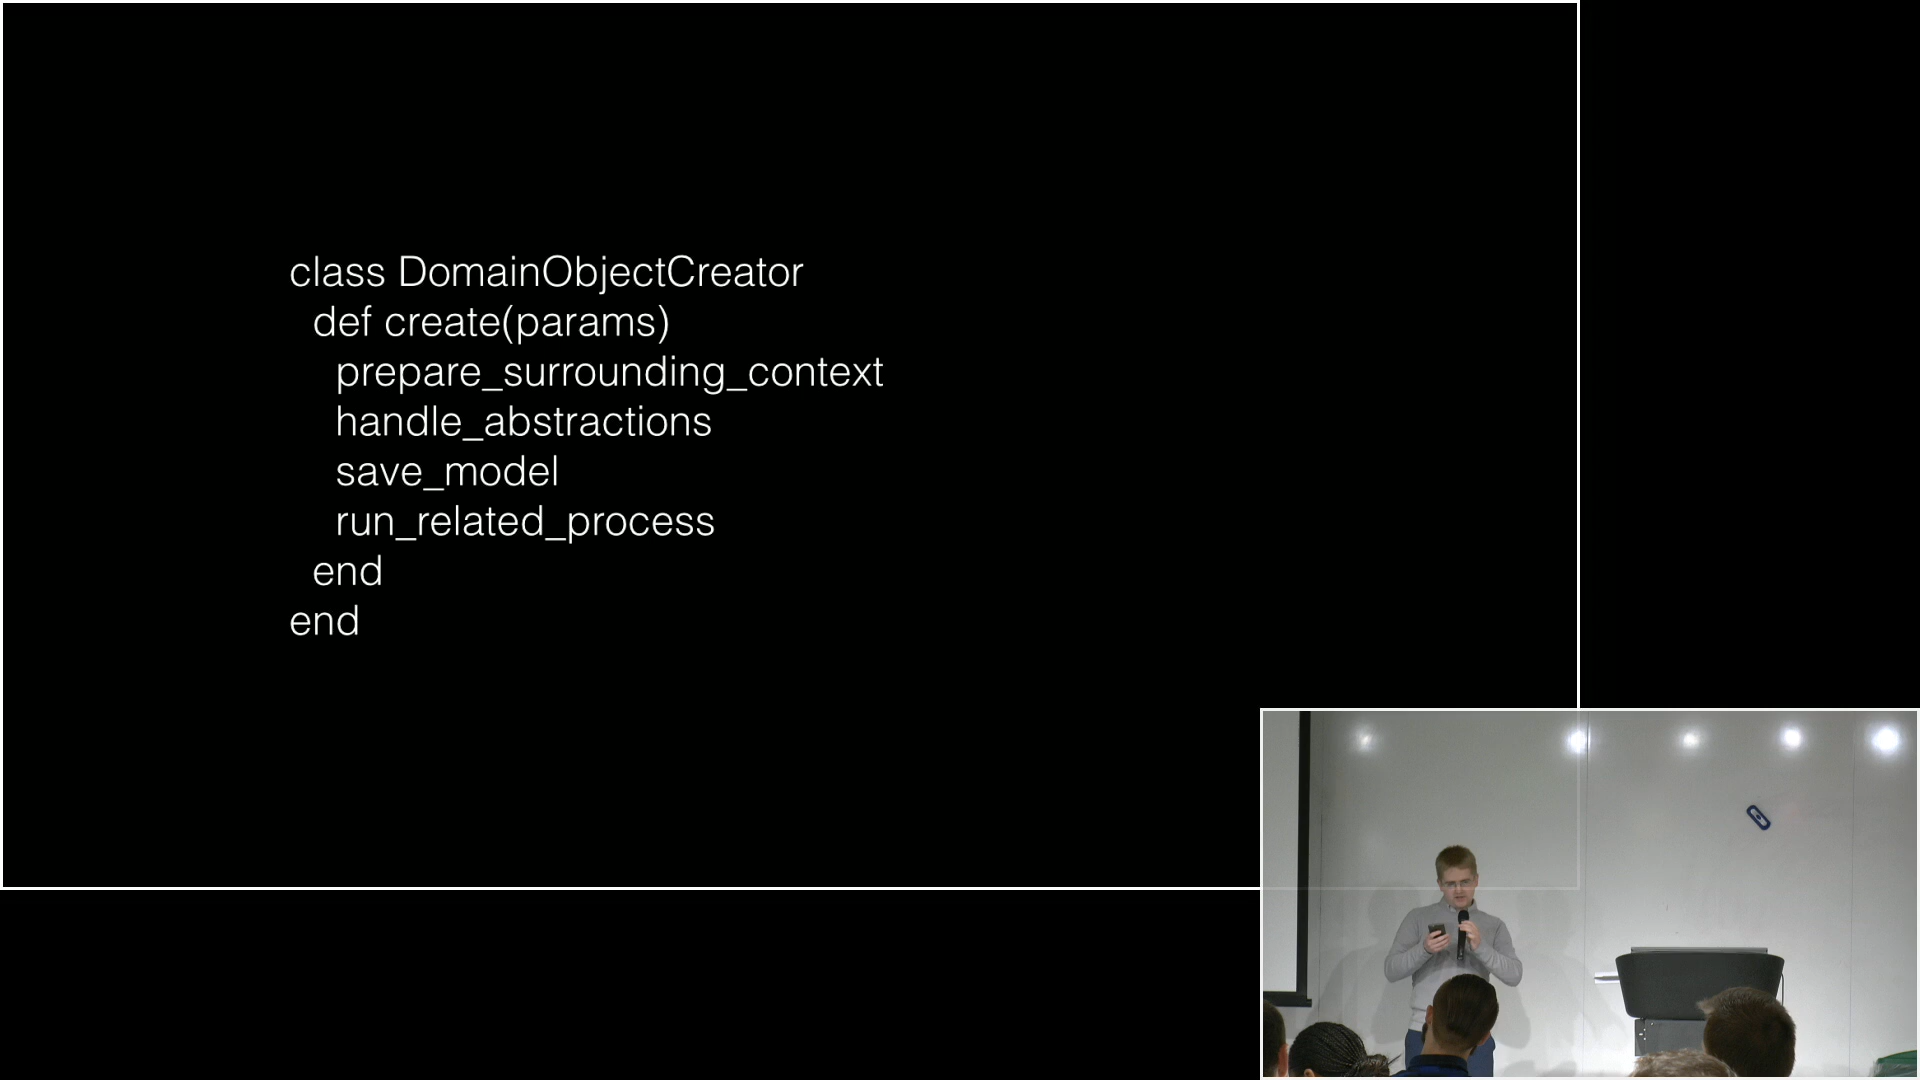 class DomainObjectCreator
def create(params)
prepare_surrounding_context
handle_abstractions
save_model
run_related_process
end
end